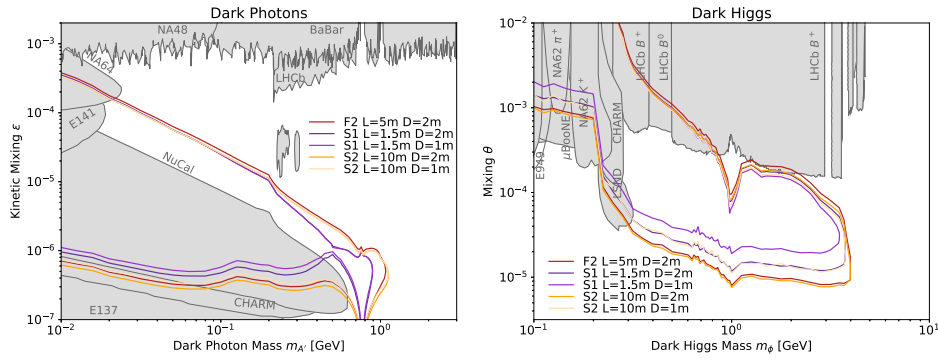 Dark Photons
Kinetic Mixing ε
10⁻³
10⁻⁴
10⁻⁵
10⁻⁶
10⁻⁷
NA48
BaBar
NA64
LHCb
E141
NuCal
F2 L=5m D=2m
S1 L=1.5m D=2m
S1 L=1.5m D=1m
S2 L=10m D=2m
S2 L=10m D=1m
E137
CHARM
10⁻²
10⁻¹
10⁰
Dark Photon Mass m_A′ [GeV]
Dark Higgs
Mixing θ
10⁻²
10⁻³
10⁻⁴
10⁻⁵
E949
NA62 π⁺
μBooNE
NA62 K⁺
CHARM
LSND
LHCb B⁺
LHCb B⁰
LHCb B⁺
F2 L=5m D=2m
S1 L=1.5m D=2m
S1 L=1.5m D=1m
S2 L=10m D=2m
S2 L=10m D=1m
10⁻¹
10⁰
10¹
Dark Higgs Mass m_ϕ [GeV]